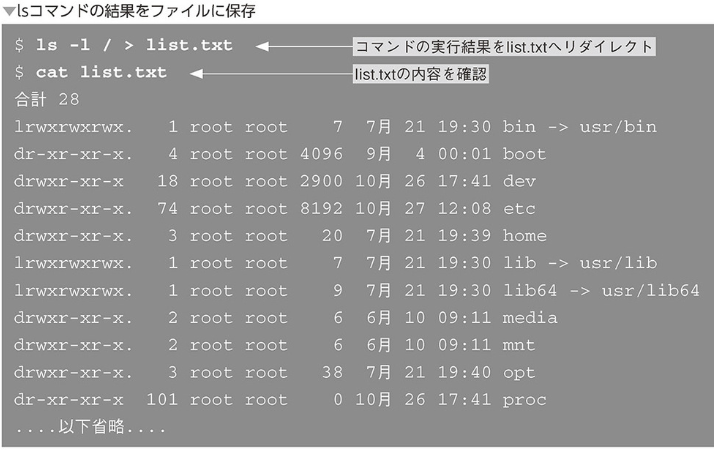 ▼lsコマンドの結果をファイルに保存
$ ls -l / > list.txt ← コマンドの実行結果をlist.txtへリダイレクト
$ cat list.txt ← list.txtの内容を確認
合計 28
lrwxrwxrwx.   1 root root    7  7月 21 19:30 bin -> usr/bin
dr-xr-xr-x.   4 root root 4096  9月  4 00:01 boot
drwxr-xr-x   18 root root 2900 10月 26 17:41 dev
drwxr-xr-x.  74 root root 8192 10月 27 12:08 etc
drwxr-xr-x.   3 root root   20  7月 21 19:39 home
lrwxrwxrwx.   1 root root    7  7月 21 19:30 lib -> usr/lib
lrwxrwxrwx.   1 root root    9  7月 21 19:30 lib64 -> usr/lib64
drwxr-xr-x.   2 root root    6  6月 10 09:11 media
drwxr-xr-x.   2 root root    6  6月 10 09:11 mnt
drwxr-xr-x.   3 root root   38  7月 21 19:40 opt
dr-xr-xr-x  101 root root    0 10月 26 17:41 proc
....以下省略....